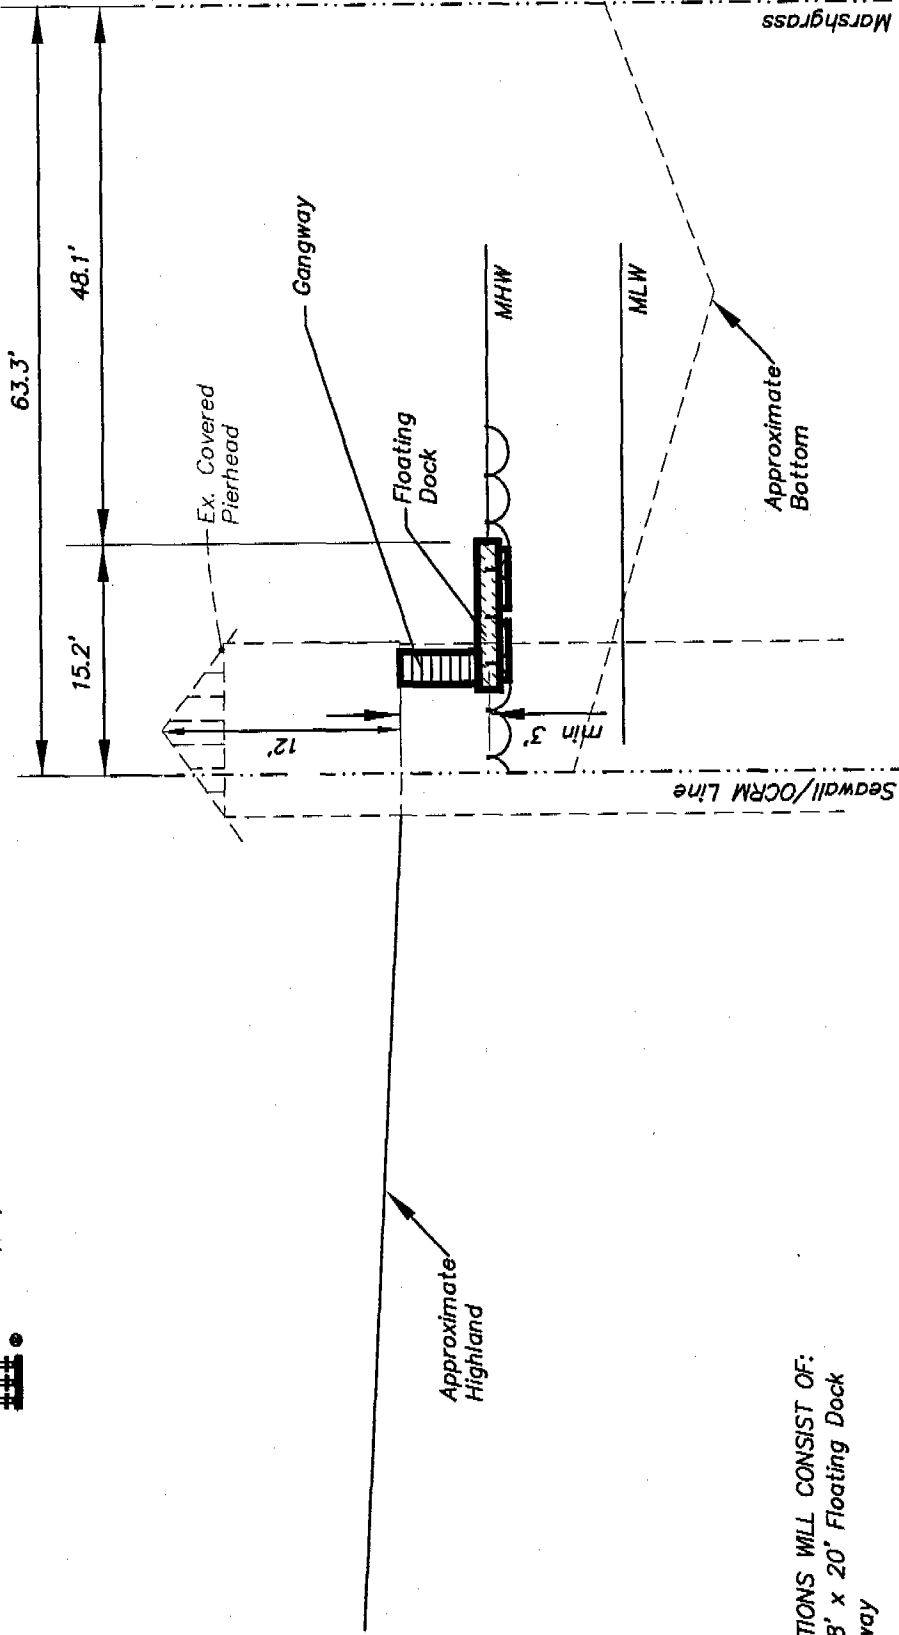 63.3'
48.1'
15.2'
Ex. Covered
Pierhead
Gangway
Floating
Dock
12'
min 3'
MHW
MLW
Approximate
Bottom
Approximate
Highland
Seawall/OCRM Line
Marshgrass
TIONS WILL CONSIST OF:
8' x 20' Floating Dock
way